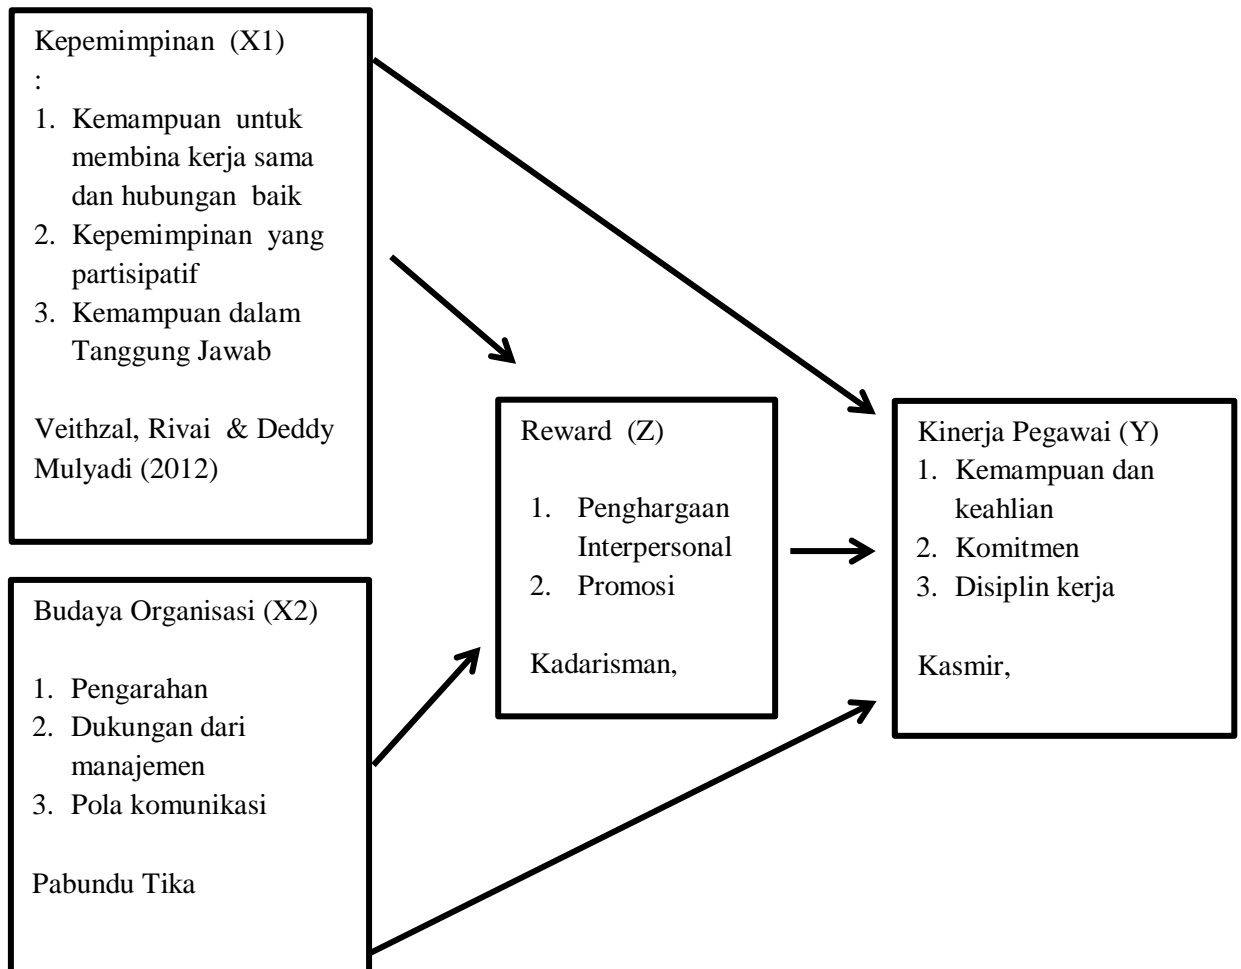 Kepemimpinan (X1)
:
1. Kemampuan untuk
membina kerja sama
dan hubungan baik
2. Kepemimpinan yang
partisipatif
3. Kemampuan dalam
Tanggung Jawab
Veithzal, Rivai & Deddy
Mulyadi (2012)
Budaya Organisasi (X2)
1. Pengarahan
2. Dukungan dari
manajemen
3. Pola komunikasi
Pabundu Tika
Reward (Z)
1. Penghargaan
Interpersonal
2. Promosi
Kadarisman,
Kinerja Pegawai (Y)
1. Kemampuan dan
keahlian
2. Komitmen
3. Disiplin kerja
Kasmir,